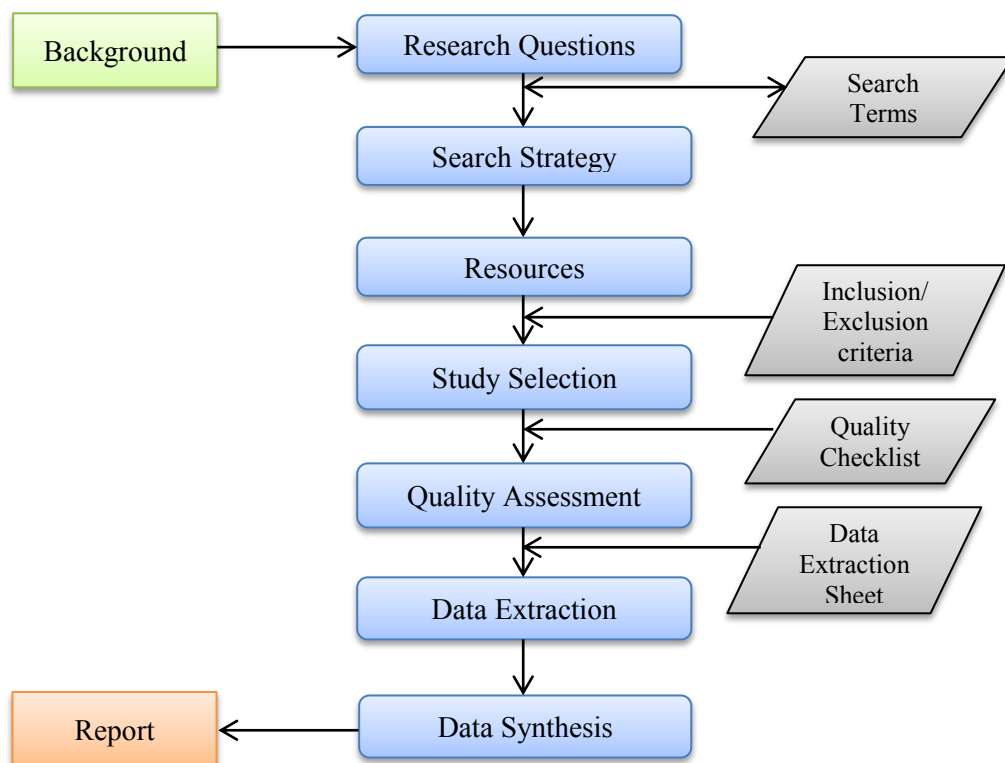 Background
Research Questions
Search
Terms
Search Strategy
Resources
Inclusion/
Exclusion
criteria
Study Selection
Quality
Checklist
Quality Assessment
Data
Extraction
Sheet
Data Extraction
Report
Data Synthesis